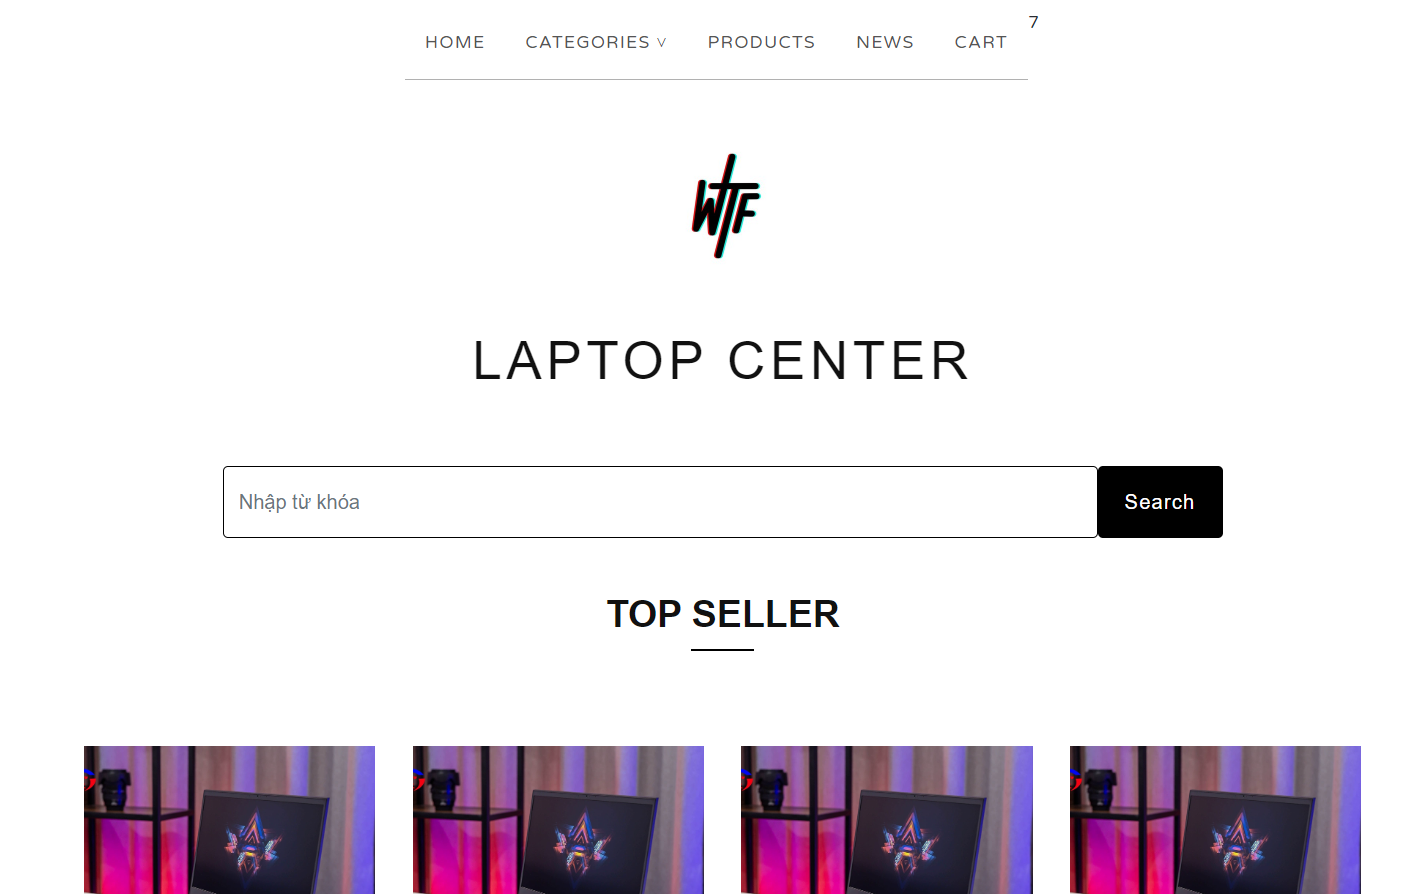 HOME CATEGORIES ˅ PRODUCTS NEWS CART 7
WTF
LAPTOP CENTER
Nhập từ khóa Search
TOP SELLER